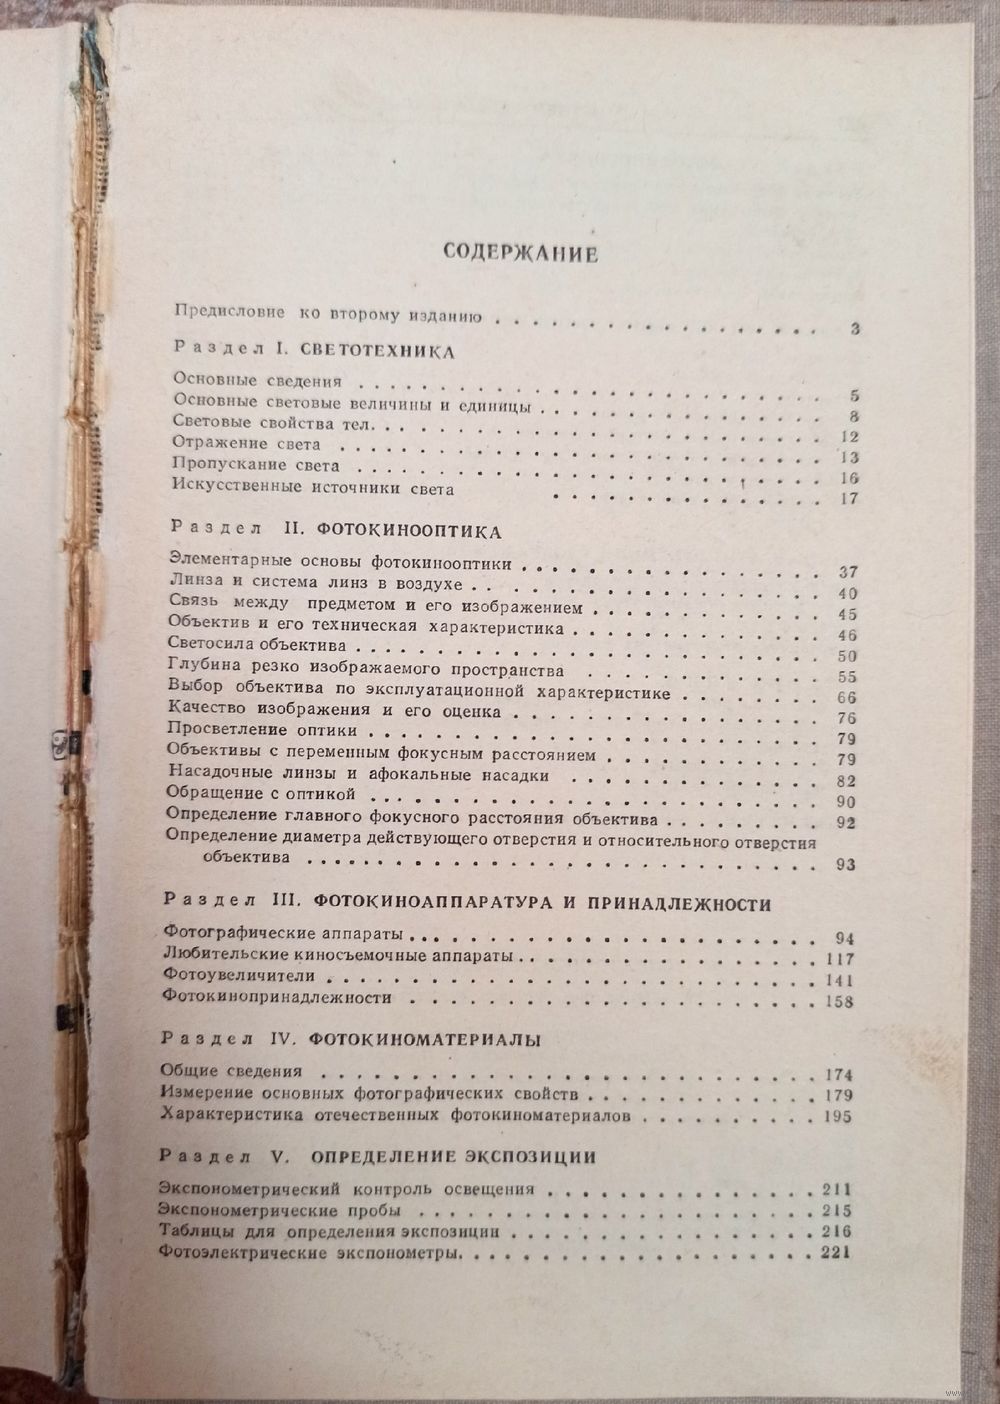 СОДЕРЖАНИЕ
Предисловие ко второму изданию . . . . . . . . . . . . . . . . . . 3
Раздел I. СВЕТОТЕХНИКА
Основные сведения . . . . . . . . . . . . . . . . . . . . . 5
Основные световые величины и единицы . . . . . . . . . . . . . 8
Световые свойства тел. . . . . . . . . . . . . . . . . . . . 12
Отражение света . . . . . . . . . . . . . . . . . . . . . . 13
Пропускание света . . . . . . . . . . . . . . . . . . . . . 16
Искусственные источники света . . . . . . . . . . . . 17
Раздел II. ФОТОКИНООПТИКА
Элементарные основы фотокинооптики . . . . . . . . . . . . . . 37
Линза и система линз в воздухе . . . . . . . . . . . . . . . . 40
Связь между предметом и его изображением . . . . . . . . . . . 45
Объектив и его техническая характеристика . . . . . . . . . . . 46
Светосила объектива . . . . . . . . . . . . . . . . . . . . . 50
Глубина резко изображаемого пространства . . . . . . . . . . . 55
Выбор объектива по эксплуатационной характеристике . . . . . . . 66
Качество изображения и его оценка . . . . . . . . . . . . . . 76
Просветление оптики . . . . . . . . . . . . . . . . . . . . . 79
Объективы с переменным фокусным расстоянием . . . . . . . . . . 79
Насадочные линзы и афокальные насадки . . . . . . . . . . . . 82
Обращение с оптикой . . . . . . . . . . . . . . . . . . . . . 90
Определение главного фокусного расстояния объектива . . . . . . . 92
Определение диаметра действующего отверстия и относительного отверстия
объектива . . . . . . . . . . . . . . . . . . . . . . . 93
Раздел III. ФОТОКИНОАППАРАТУРА И ПРИНАДЛЕЖНОСТИ
Фотографические аппараты . . . . . . . . . . . . . . . . . . . 94
Любительские киносъемочные аппараты . . . . . . . . . . . . . . 117
Фотоувеличители . . . . . . . . . . . . . . . . . . . . . . 141
Фотокинопринадлежности . . . . . . . . . . . . . . . . . . . 158
Раздел IV. ФОТОКИНОМАТЕРИАЛЫ
Общие сведения . . . . . . . . . . . . . . . . . . . . . . 174
Измерение основных фотографических свойств . . . . . . . . . . . 179
Характеристика отечественных фотокиноматериалов . . . . . . . . . 195
Раздел V. ОПРЕДЕЛЕНИЕ ЭКСПОЗИЦИИ
Экспонометрический контроль освещения . . . . . . . . . . . . . 211
Экспонометрические пробы . . . . . . . . . . . . . . . . . . . 215
Таблицы для определения экспозиции . . . . . . . . . . . . . . 216
Фотоэлектрические экспонометры. . . . . . . . . . . . . . . . . 221